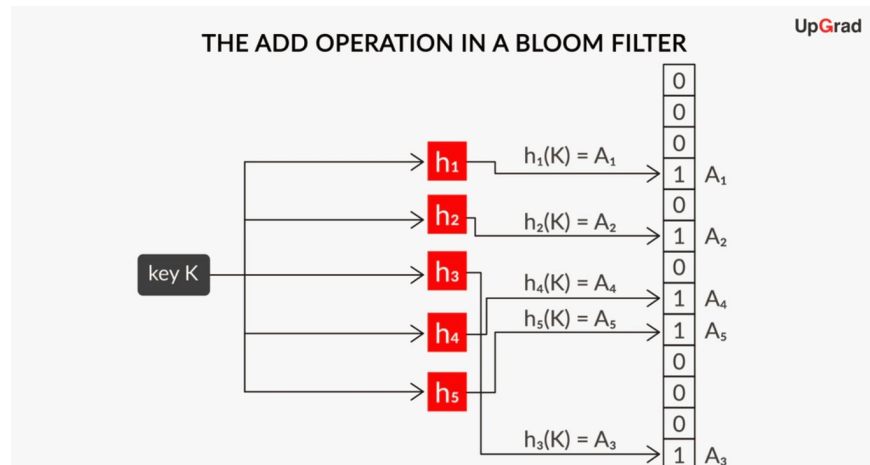 UpGrad
THE ADD OPERATION IN A BLOOM FILTER
0
0
0
h₁ h₁(K) = A₁ 1 A₁
0
h₂ h₂(K) = A₂ 1 A₂
key K h₃ 0
h₄(K) = A₄ 1 A₄
h₄ h₅(K) = A₅ 1 A₅
0
h₅ 0
0
h₃(K) = A₃ 1 A₃